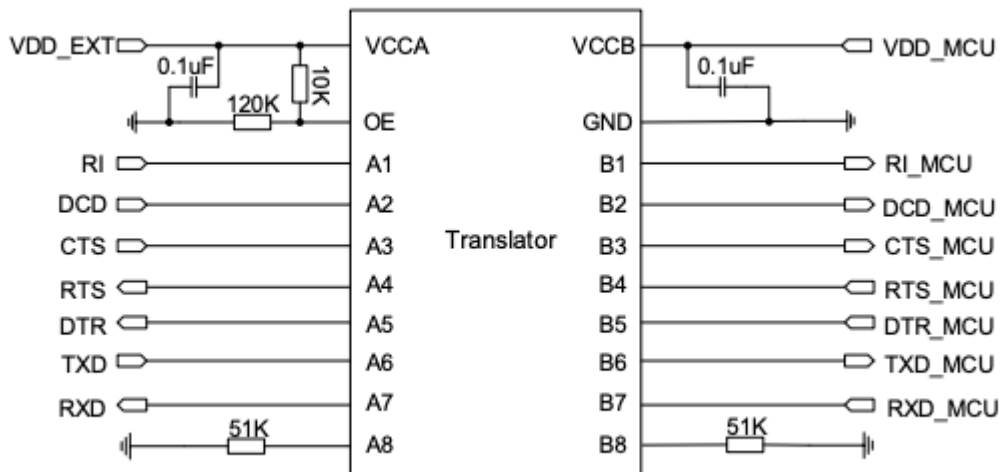 VDD_EXT VCCA VCCB VDD_MCU
0.1uF 10K 0.1uF
120K
OE GND
RI A1 B1 RI_MCU
DCD A2 B2 DCD_MCU
CTS A3 Translator B3 CTS_MCU
RTS A4 B4 RTS_MCU
DTR A5 B5 DTR_MCU
TXD A6 B6 TXD_MCU
RXD A7 B7 RXD_MCU
51K A8 B8 51K